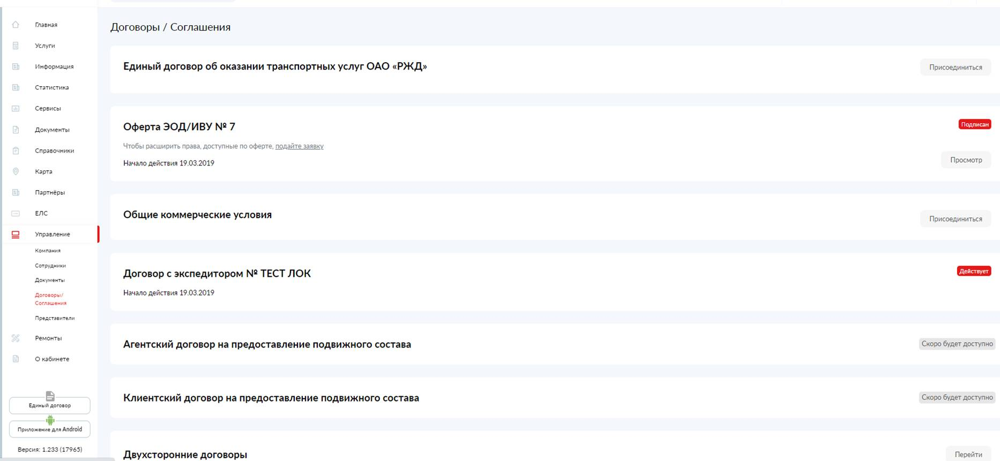 Главная
Услуги
Информация
Статистика
Сервисы
Документы
Справочники
Карта
Партнёры
ЕЛС
Управление
Компания
Сотрудники
Документы
Договоры/
Соглашения
Представители
Ремонты
О кабинете
Единый договор
Приложение для Android
Версия: 1.233 (17965)
Договоры / Соглашения
Единый договор об оказании транспортных услуг ОАО «РЖД»
Присоединиться
Оферта ЭОД/ИВУ № 7
Подписан
Чтобы расширить права, доступные по оферте, подайте заявку
Начало действия 19.03.2019
Просмотр
Общие коммерческие условия
Присоединиться
Договор с экспедитором № ТЕСТ ЛОК
Действует
Начало действия 19.03.2019
Агентский договор на предоставление подвижного состава
Скоро будет доступно
Клиентский договор на предоставление подвижного состава
Скоро будет доступно
Двухсторонние договоры
Перейти